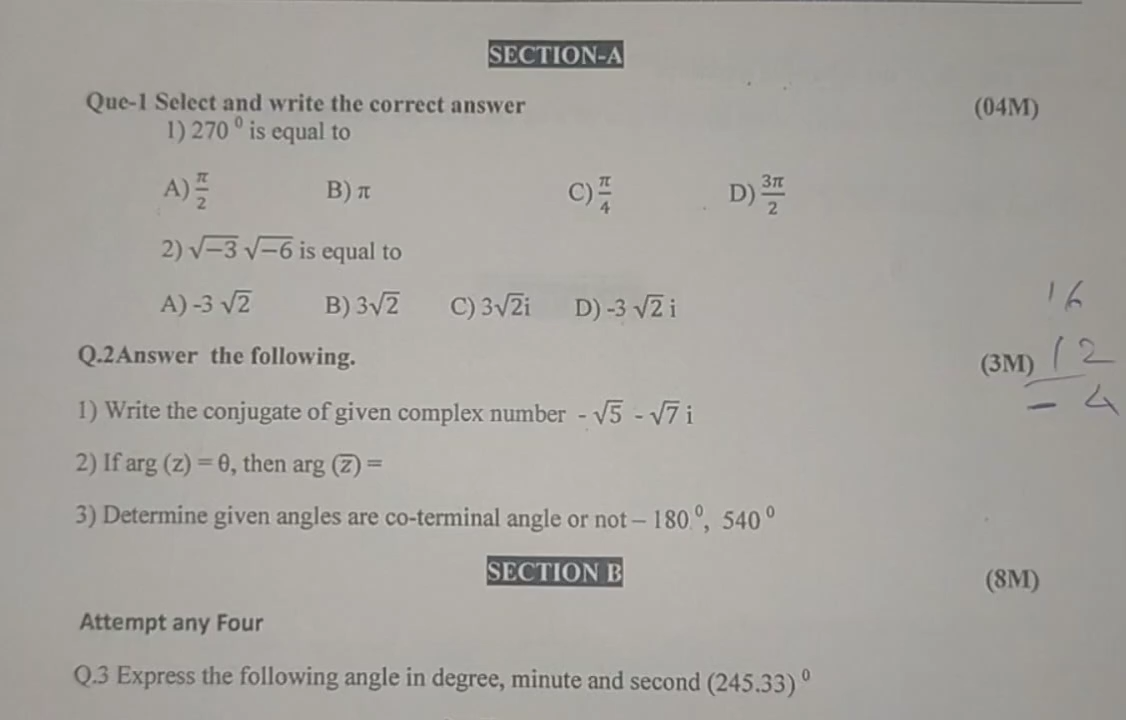 SECTION-A
Que-1 Select and write the correct answer (04M)
1) 270 ⁰ is equal to
A) π/2 B) π C) π/4 D) 3π/2
2) √-3 √-6 is equal to
A) -3 √2 B) 3√2 C) 3√2i D) -3 √2 i
16
Q.2Answer the following. (3M) 12
- 4
1) Write the conjugate of given complex number - √5 - √7 i
2) If arg (z) = θ, then arg (z̅) =
3) Determine given angles are co-terminal angle or not – 180 ⁰, 540 ⁰
SECTION B (8M)
Attempt any Four
Q.3 Express the following angle in degree, minute and second (245.33) ⁰